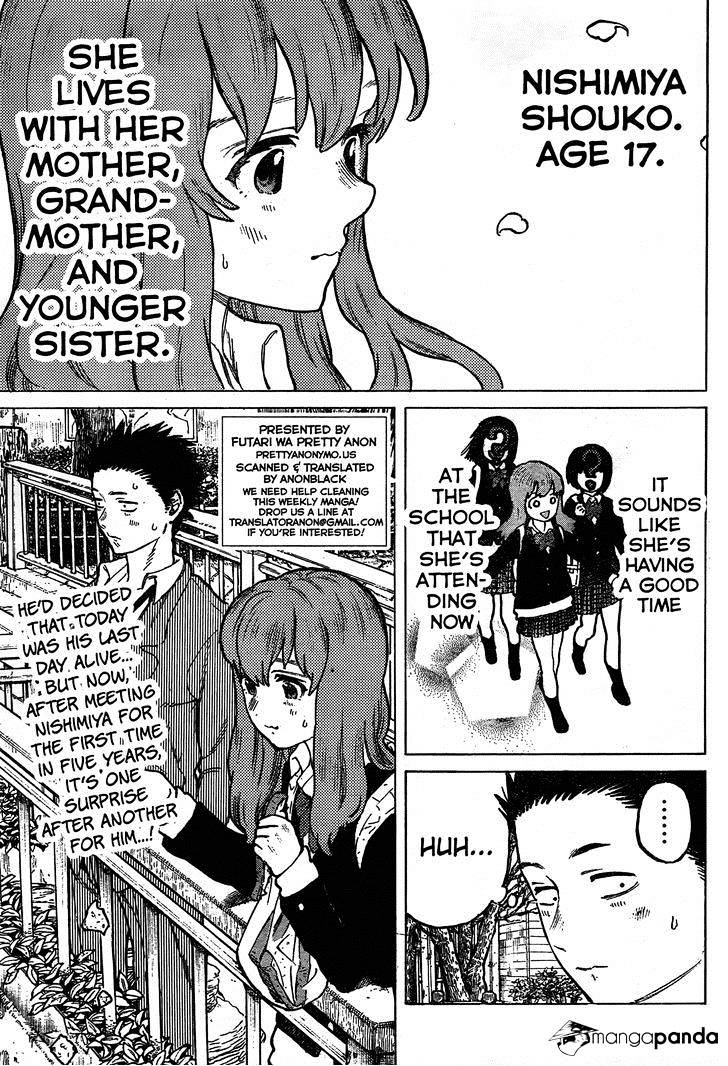 NISHIMIYA
SHOUKO.
AGE 17.
SHE
LIVES
WITH HER
MOTHER,
GRAND-
MOTHER,
AND
YOUNGER
SISTER.
IT
SOUNDS
LIKE
SHE'S
HAVING
A GOOD
TIME
AT
THE
SCHOOL
THAT
SHE'S
ATTEN-
DING
NOW
PRESENTED BY
FUTARI WA PRETTY ANON
PRETTYANONYMO.US
SCANNED & TRANSLATED
BY ANONBLACK
WE NEED HELP CLEANING
THIS WEEKLY MANGA!
DROP US A LINE AT
TRANSLATORANON@GMAIL.COM
IF YOU'RE INTERESTED!
HE'D DECIDED
THAT TODAY
WAS HIS LAST
DAY ALIVE...
BUT NOW,
AFTER MEETING
NISHIMIYA FOR
THE FIRST TIME
IN FIVE YEARS,
IT'S ONE
SURPRISE
AFTER ANOTHER
FOR HIM...!
......
HUH...
mangapanda